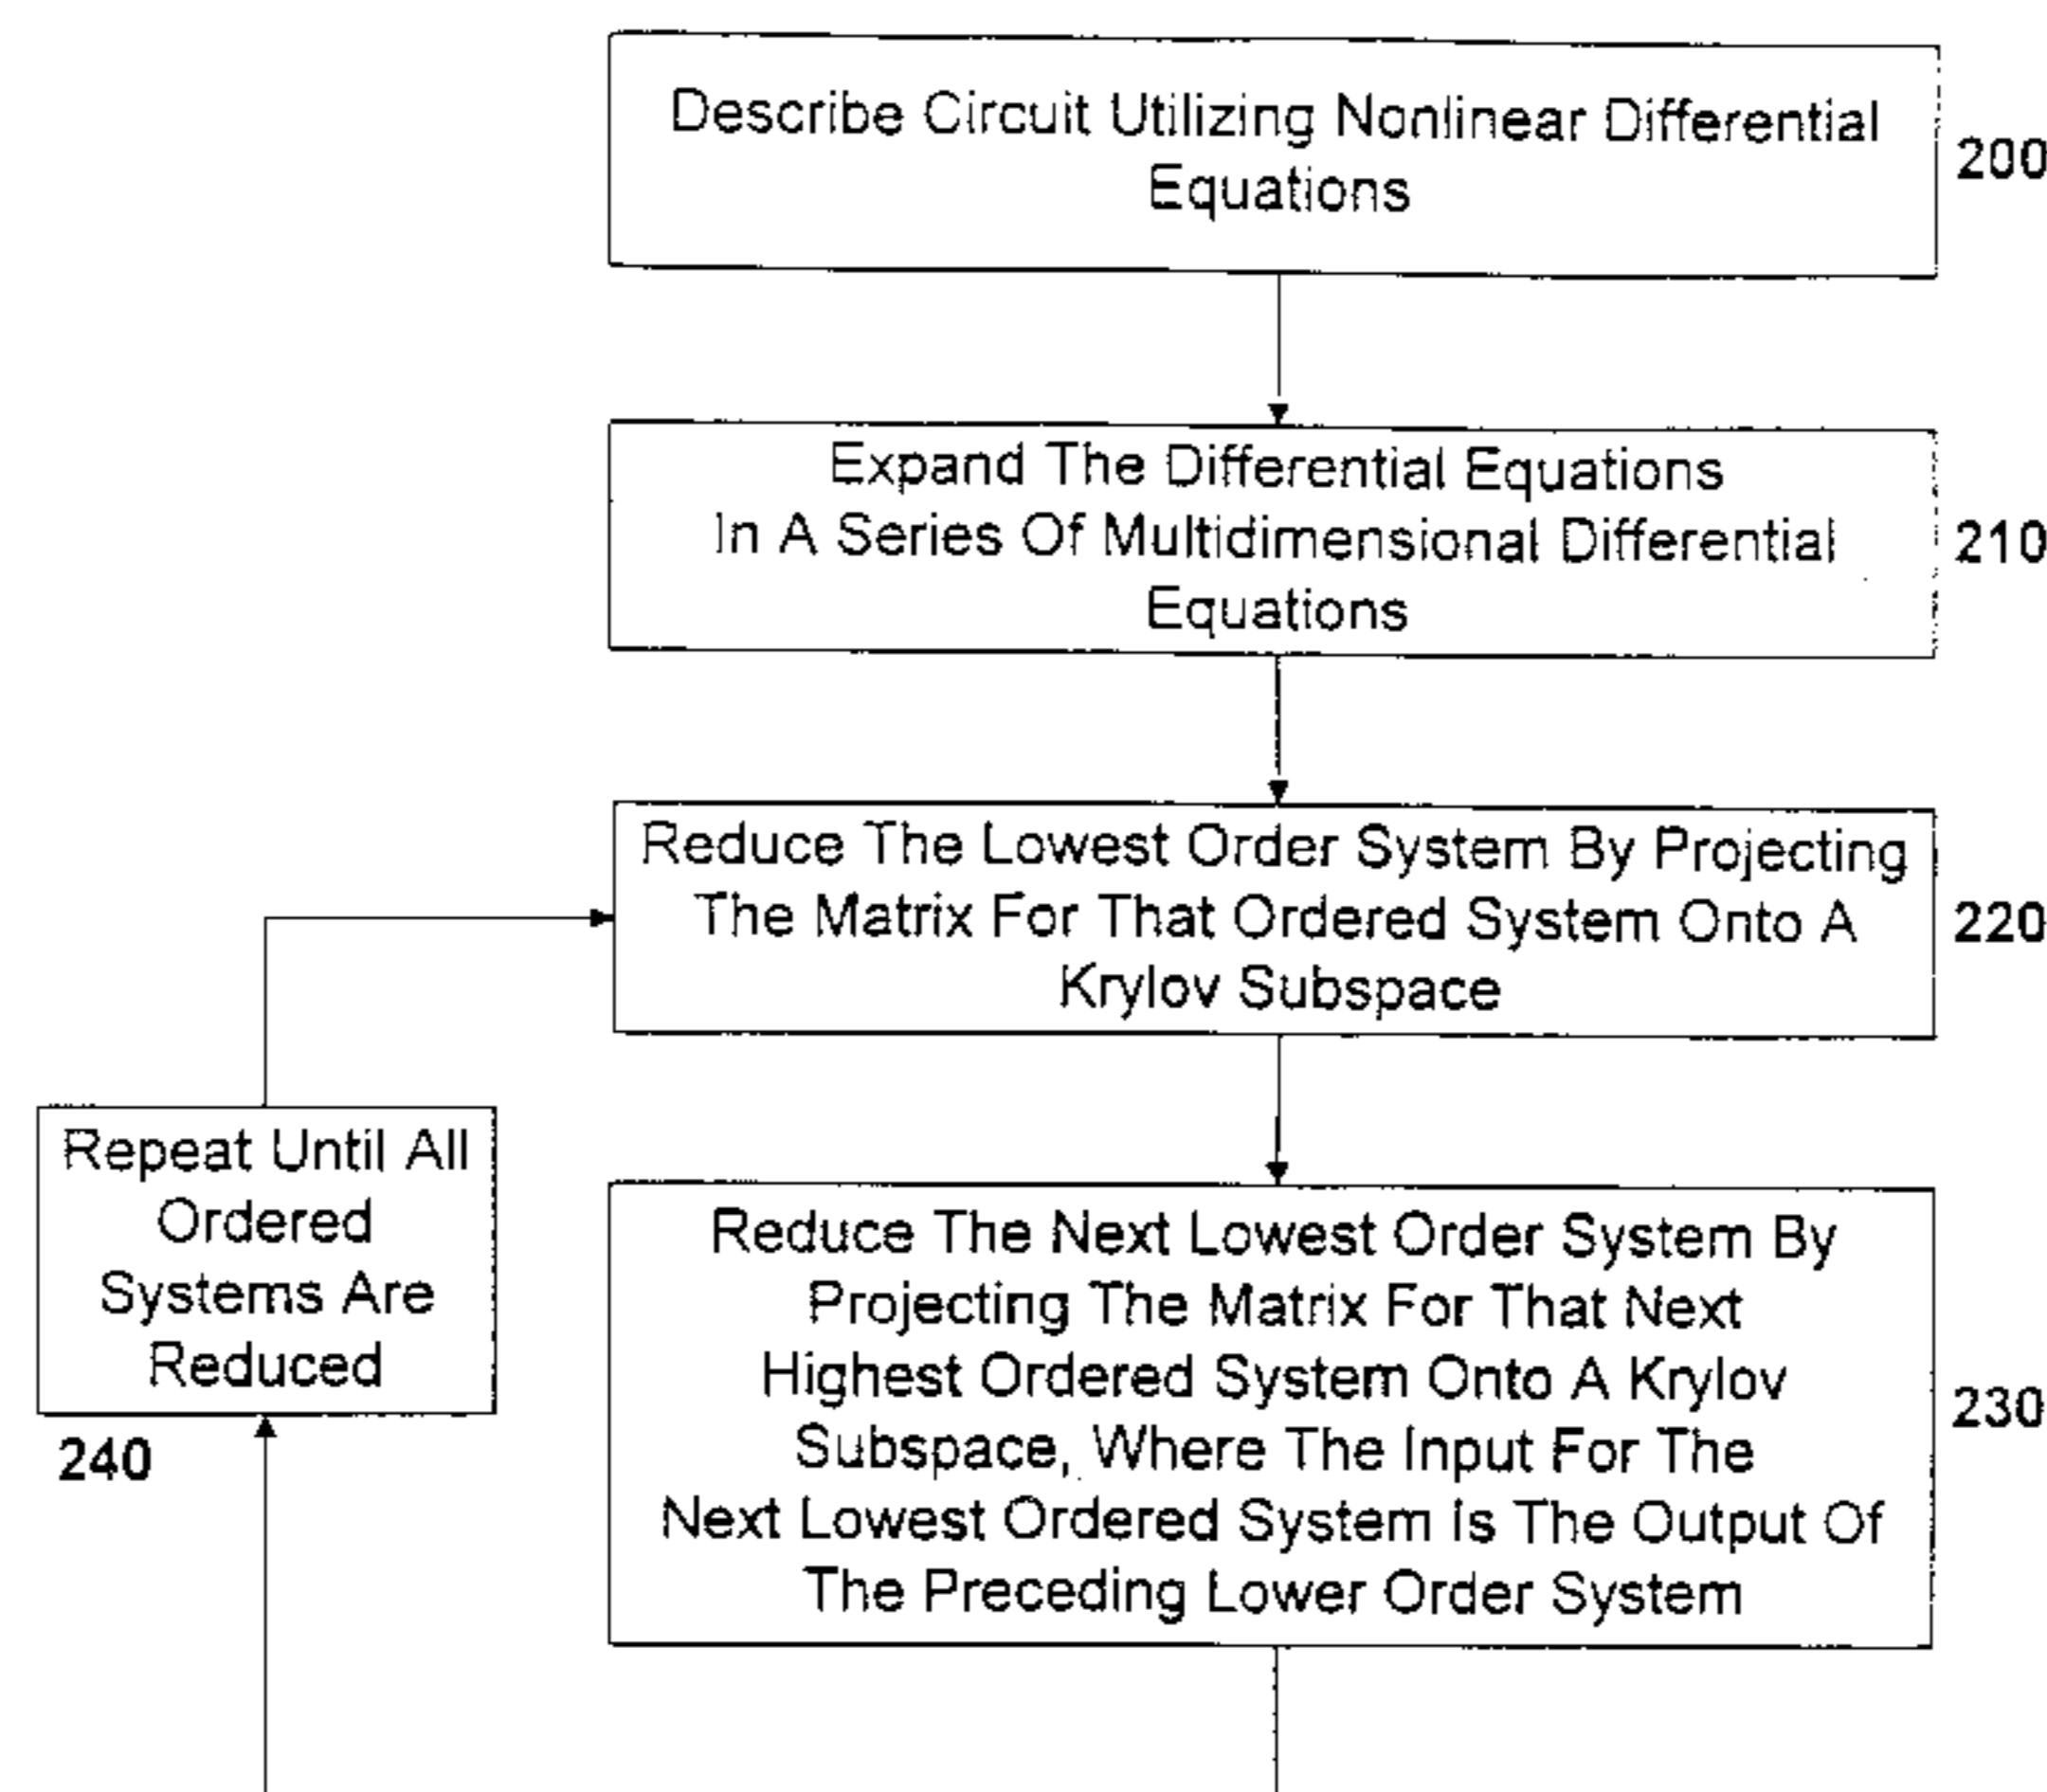 Describe Circuit Utilizing Nonlinear Differential
Equations
200
Expand The Differential Equations
In A Series Of Multidimensional Differential
Equations
210
Reduce The Lowest Order System By Projecting
The Matrix For That Ordered System Onto A
Krylov Subspace
220
Repeat Until All
Ordered
Systems Are
Reduced
240
Reduce The Next Lowest Order System By
Projecting The Matrix For That Next
Highest Ordered System Onto A Krylov
Subspace, Where The Input For The
Next Lowest Ordered System Is The Output Of
The Preceding Lower Order System
230